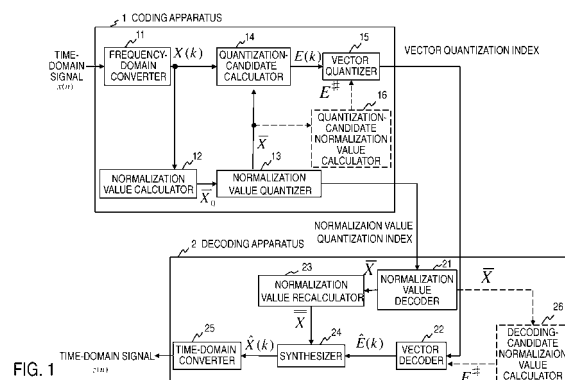 1 CODING APPARATUS
11
14
15
TIME-
DOMAIN
SIGNAL
x(n)
FREQUENCY-
DOMAIN
CONVERTER
X(k)
QUANTIZATION-
CANDIDATE
CALCULATOR
E(k)
VECTOR
QUANTIZER
VECTOR QUANTIZATION INDEX
E#
16
QUANTIZATION-
CANDIDATE
NORMALIZATION
VALUE
CALCULATOR
X̅
12
13
NORMALIZATION
VALUE CALCULATOR
X̅₀
NORMALIZATION
VALUE QUANTIZER
NORMALIZAION VALUE
QUANTIZATION INDEX
2 DECODING APPARATUS
23
21
NORMALIZATION
VALUE RECALCULATOR
X̅
NORMALIZATION
VALUE
DECODER
X̅
26
X̿
25
24
22
TIME-DOMAIN SIGNAL
TIME-DOMAIN
CONVERTER
X̂(k)
SYNTHESIZER
Ê(k)
VECTOR
DECODER
E#
DECODING-
CANDIDATE
NORMALIZAION
VALUE
CALCULATOR
FIG. 1